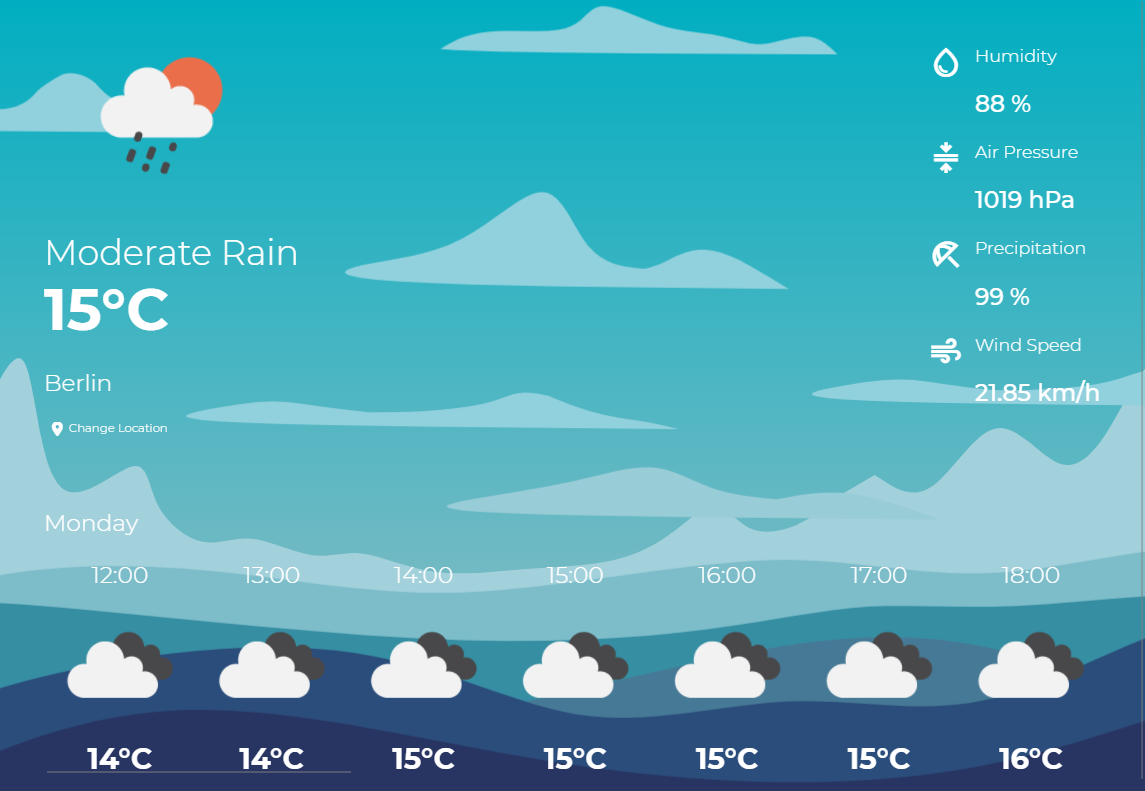 Moderate Rain
15°C
Berlin
Change Location
Humidity
88 %
Air Pressure
1019 hPa
Precipitation
99 %
Wind Speed
21.85 km/h
Monday
12:00 13:00 14:00 15:00 16:00 17:00 18:00
14°C 14°C 15°C 15°C 15°C 15°C 16°C